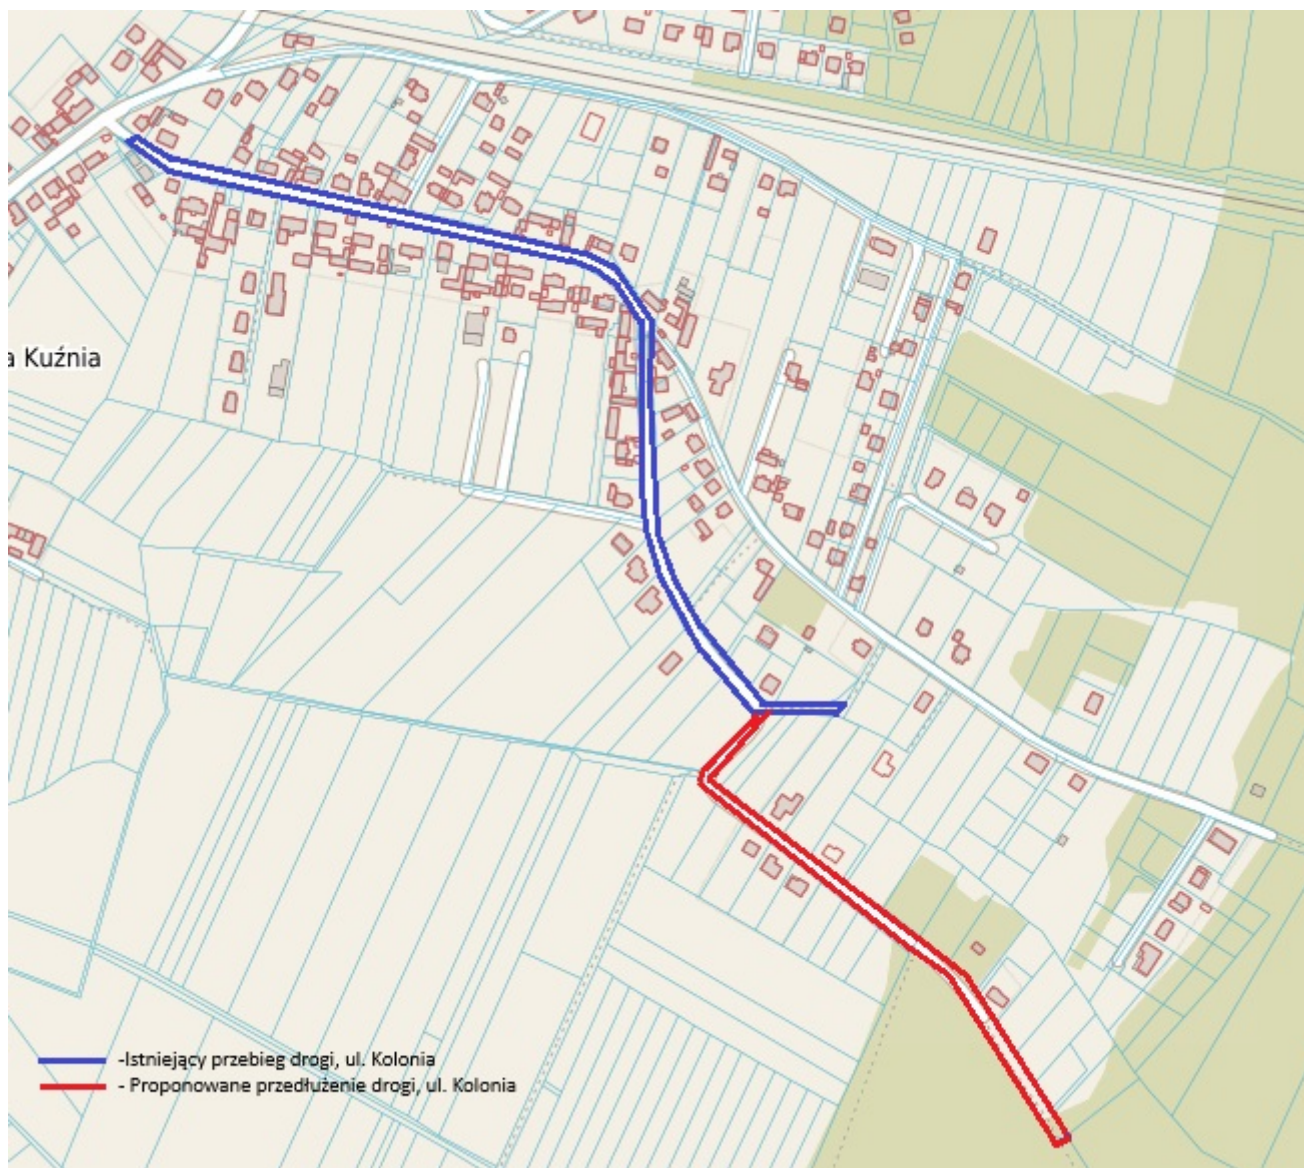 a Kuźnia
-Istniejący przebieg drogi, ul. Kolonia
- Proponowane przedłużenie drogi, ul. Kolonia